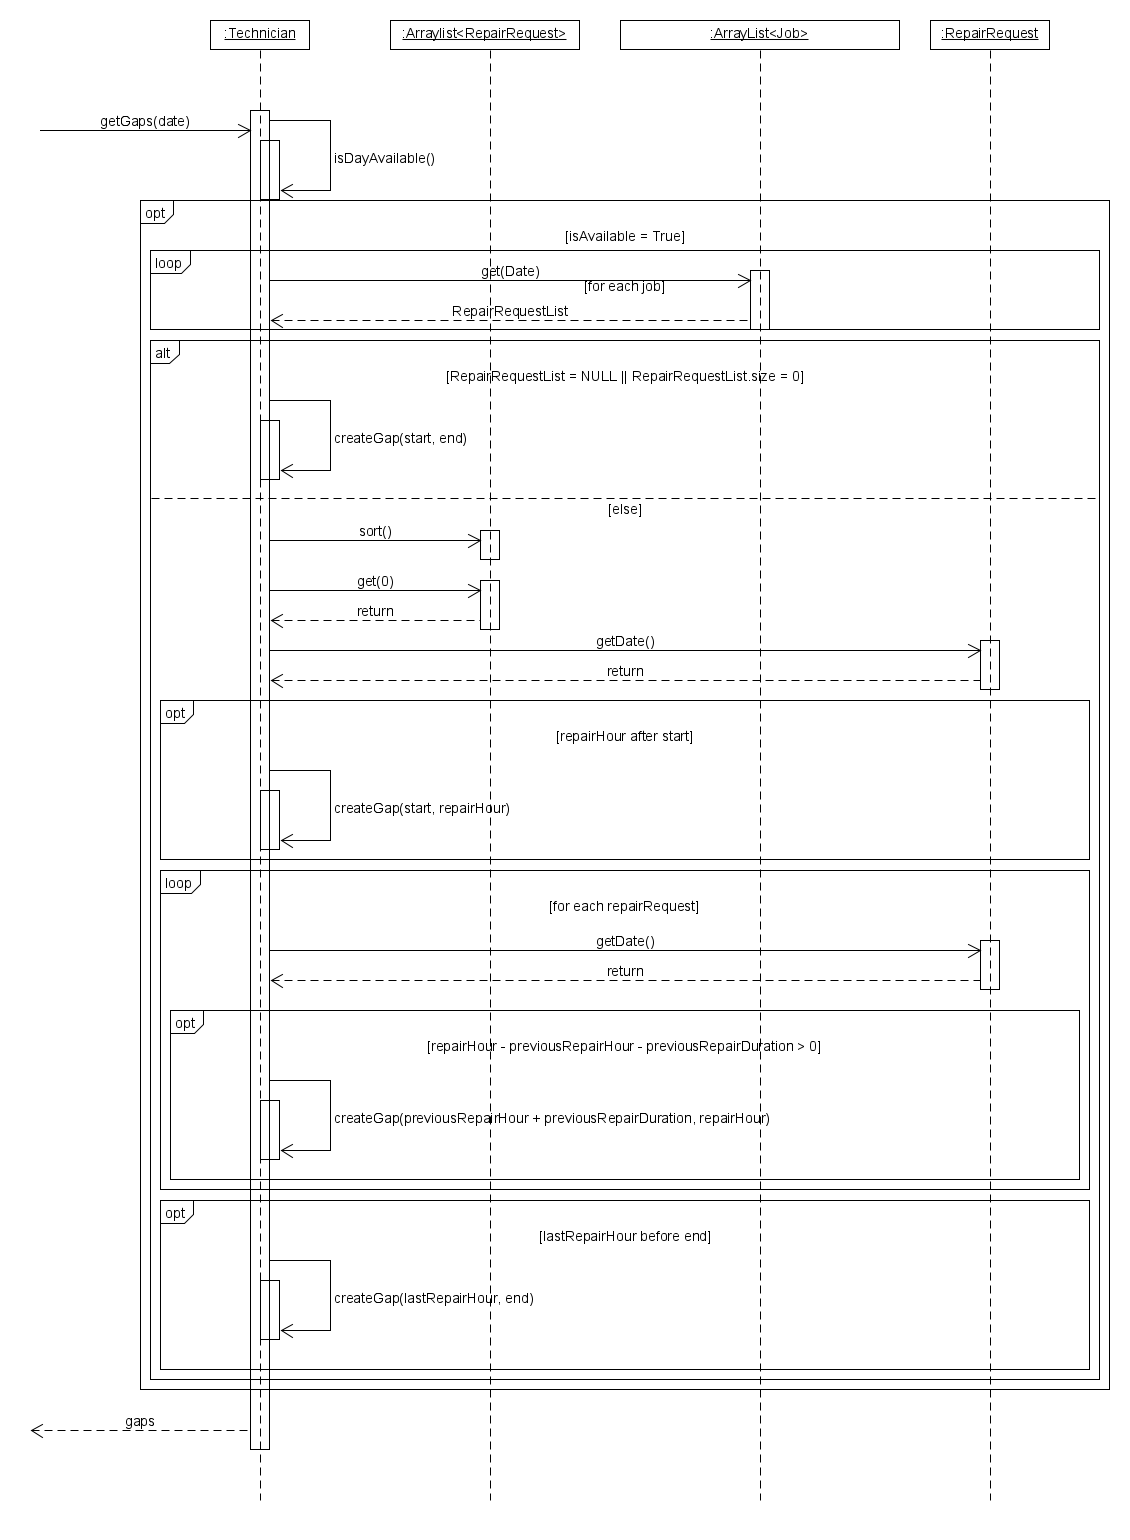 :Technician
:Arraylist<RepairRequest>
:ArrayList<Job>
:RepairRequest
getGaps(date)
isDayAvailable()
opt
[isAvailable = True]
loop
get(Date)
[for each job]
RepairRequestList
alt
[RepairRequestList = NULL || RepairRequestList.size = 0]
createGap(start, end)
[else]
sort()
get(0)
return
getDate()
return
opt
[repairHour after start]
createGap(start, repairHour)
loop
[for each repairRequest]
getDate()
return
opt
[repairHour - previousRepairHour - previousRepairDuration > 0]
createGap(previousRepairHour + previousRepairDuration, repairHour)
opt
[lastRepairHour before end]
createGap(lastRepairHour, end)
gaps